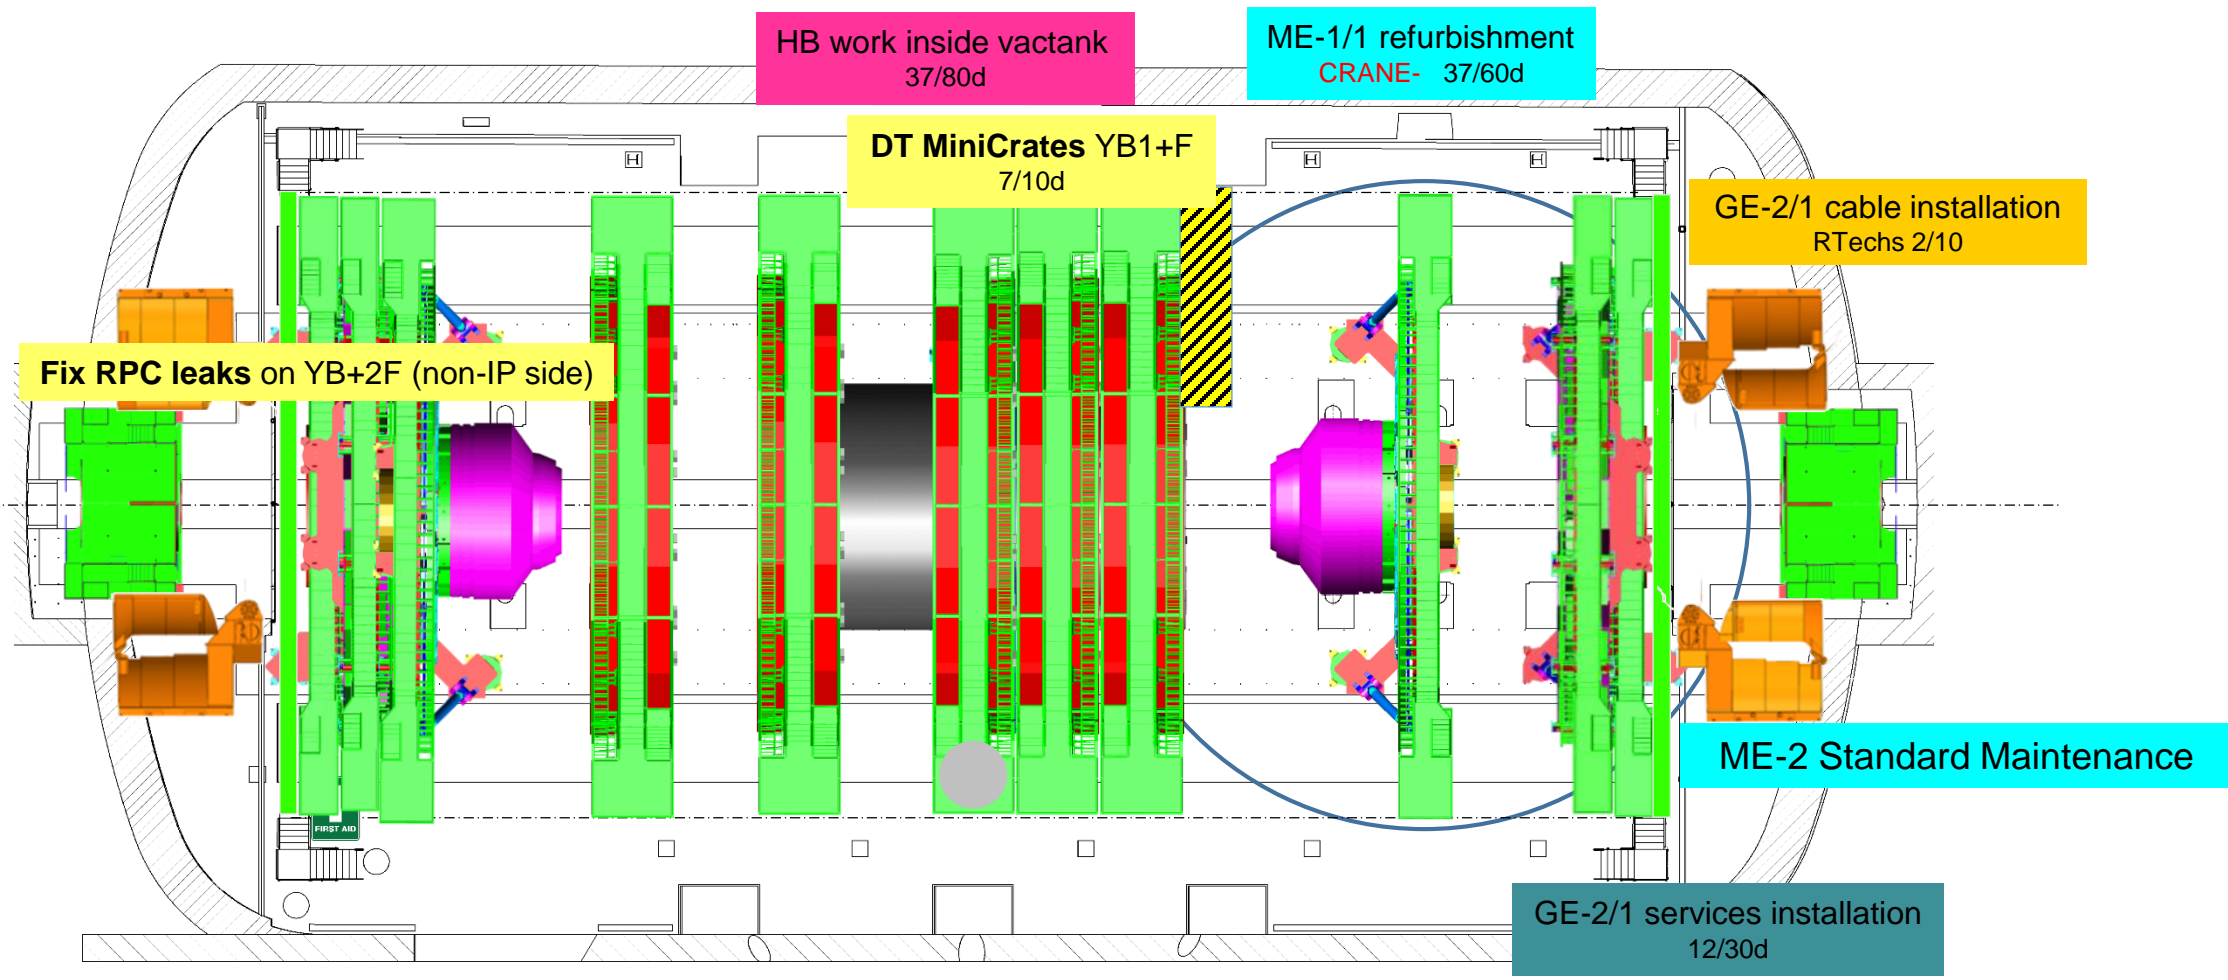 HB work inside vactank
37/80d
ME-1/1 refurbishment
CRANE- 37/60d
DT MiniCrates YB1+F
7/10d
H
H
H
GE-2/1 cable installation
RTechs 2/10
Fix RPC leaks on YB+2F (non-IP side)
ME-2 Standard Maintenance
FIRST AID
GE-2/1 services installation
12/30d